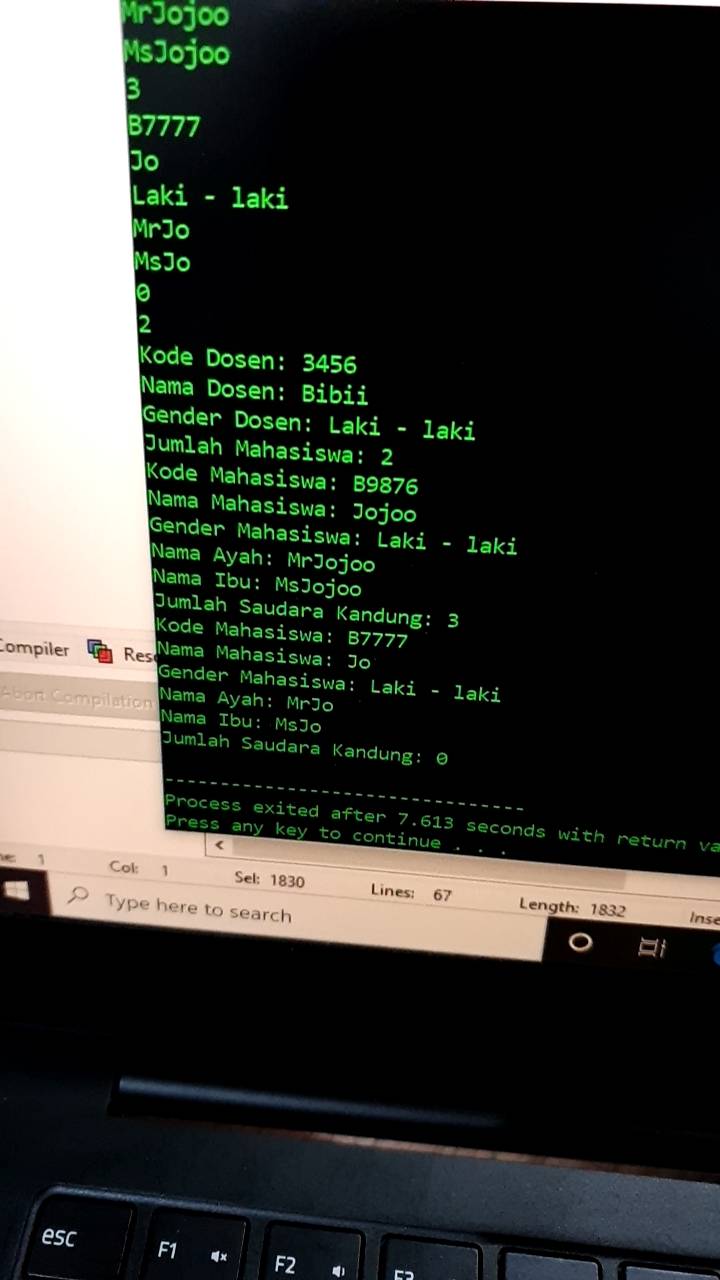 MrJojoo
MsJojoo
3
B7777
Jo
Laki - laki
MrJo
MsJo
0
2
Kode Dosen: 3456
Nama Dosen: Bibii
Gender Dosen: Laki - laki
Jumlah Mahasiswa: 2
Kode Mahasiswa: B9876
Nama Mahasiswa: Jojoo
Gender Mahasiswa: Laki - laki
Nama Ayah: MrJojoo
Nama Ibu: MsJojoo
Jumlah Saudara Kandung: 3
Kode Mahasiswa: B7777
Nama Mahasiswa: Jo
Gender Mahasiswa: Laki - laki
Nama Ayah: MrJo
Nama Ibu: MsJo
Jumlah Saudara Kandung: 0
--------------------------------
Process exited after 7.613 seconds with return va
Press any key to continue . . .
Compiler Res
Abort Compilation
1 Col: 1 Sel: 1830 Lines: 67 Length: 1832 Inse
Type here to search
esc F1 F2 F3